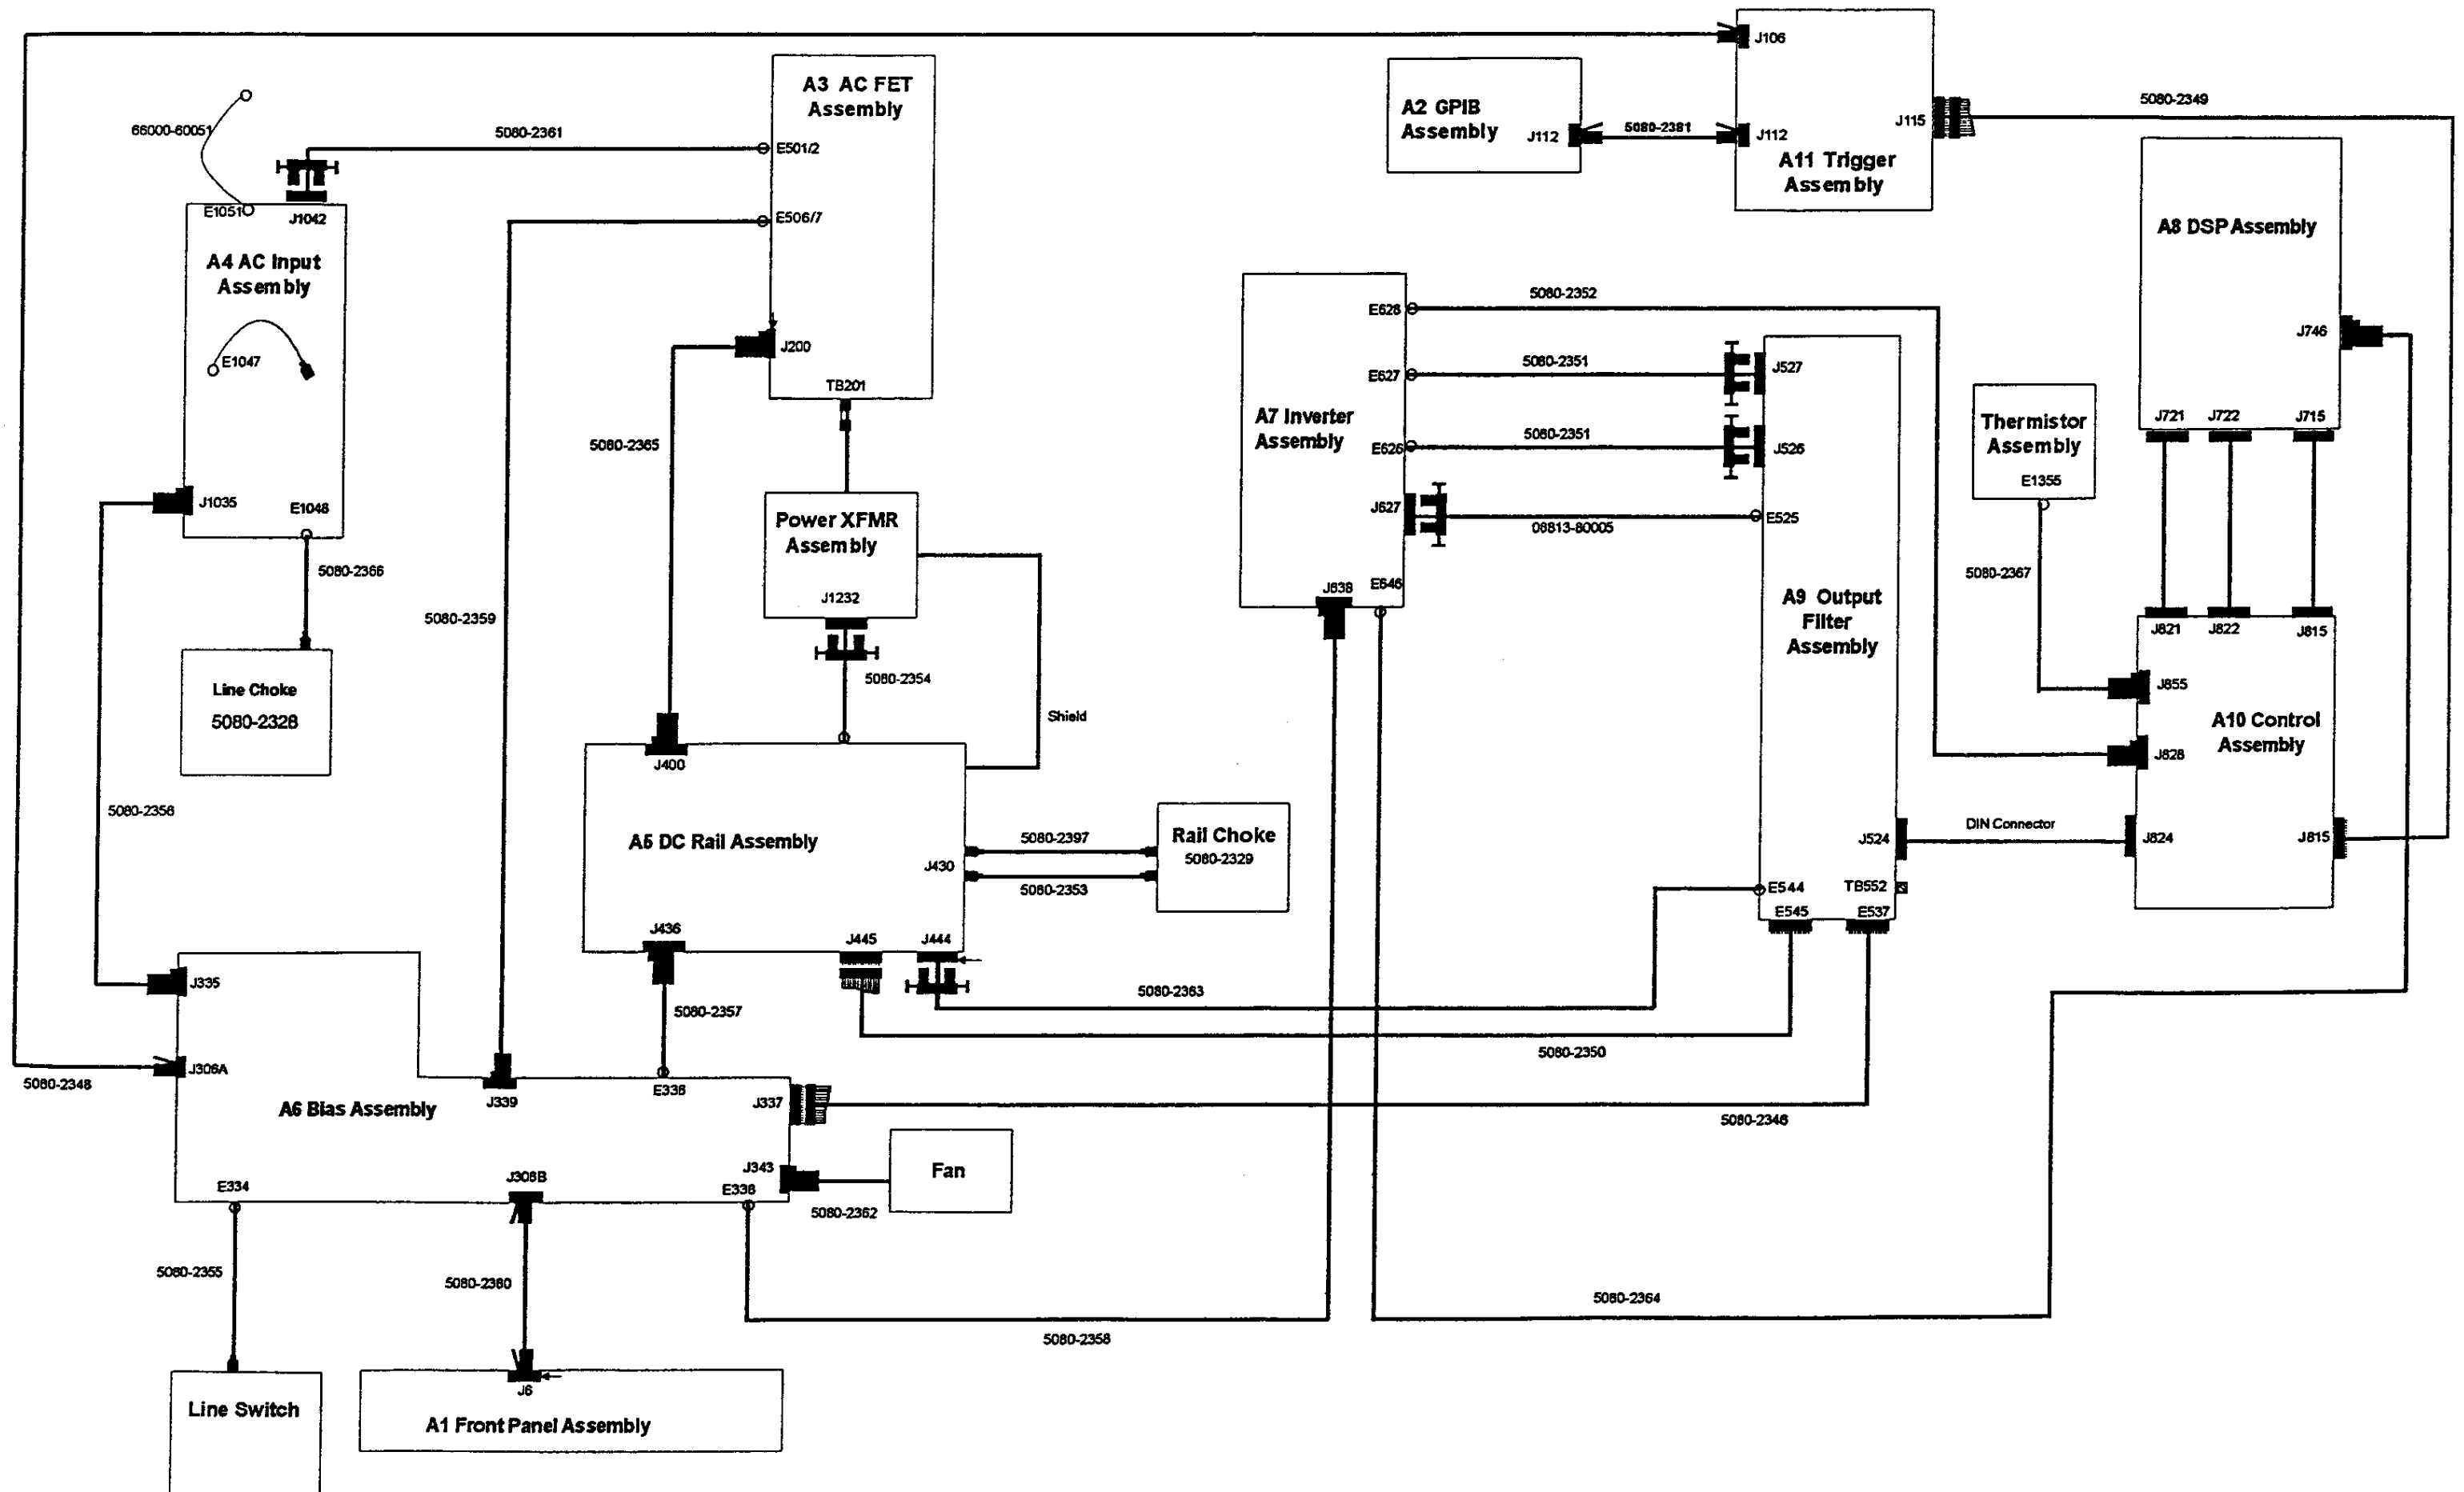 J106
A3 AC FET
Assembly
A2 GPIB
Assembly
J112
5080-2381
J112
J115
5080-2349
A11 Trigger
Assembly
66000-60051
5080-2361
E501/2
E1051
J1042
E506/7
A4 AC Input
Assembly
A8 DSP Assembly
E1047
J200
TB201
5080-2365
E628
5080-2352
E627
5080-2351
J527
J746
A7 Inverter
Assembly
E626
5080-2351
J526
Thermistor
Assembly
E1355
J721
J722
J715
J1035
E1048
Power XFMR
Assembly
J1232
J627
06813-80005
E525
5080-2366
5080-2359
J638
E646
A9 Output
Filter
Assembly
5080-2367
J821
J822
J815
Line Choke
5080-2328
5080-2354
Shield
J855
A10 Control
Assembly
J828
J400
5080-2356
A5 DC Rail Assembly
5080-2397
J430
5080-2353
Rail Choke
5080-2329
J524
DIN Connector
J824
J815
E544
TB552
E545
E537
J436
J445
J444
J335
5080-2357
5080-2363
5080-2350
J306A
5080-2348
A6 Bias Assembly
J339
E336
J337
5080-2346
J343
Fan
5080-2362
E334
J306B
E338
5080-2355
5080-2360
5080-2358
5080-2364
J6
Line Switch
A1 Front Panel Assembly